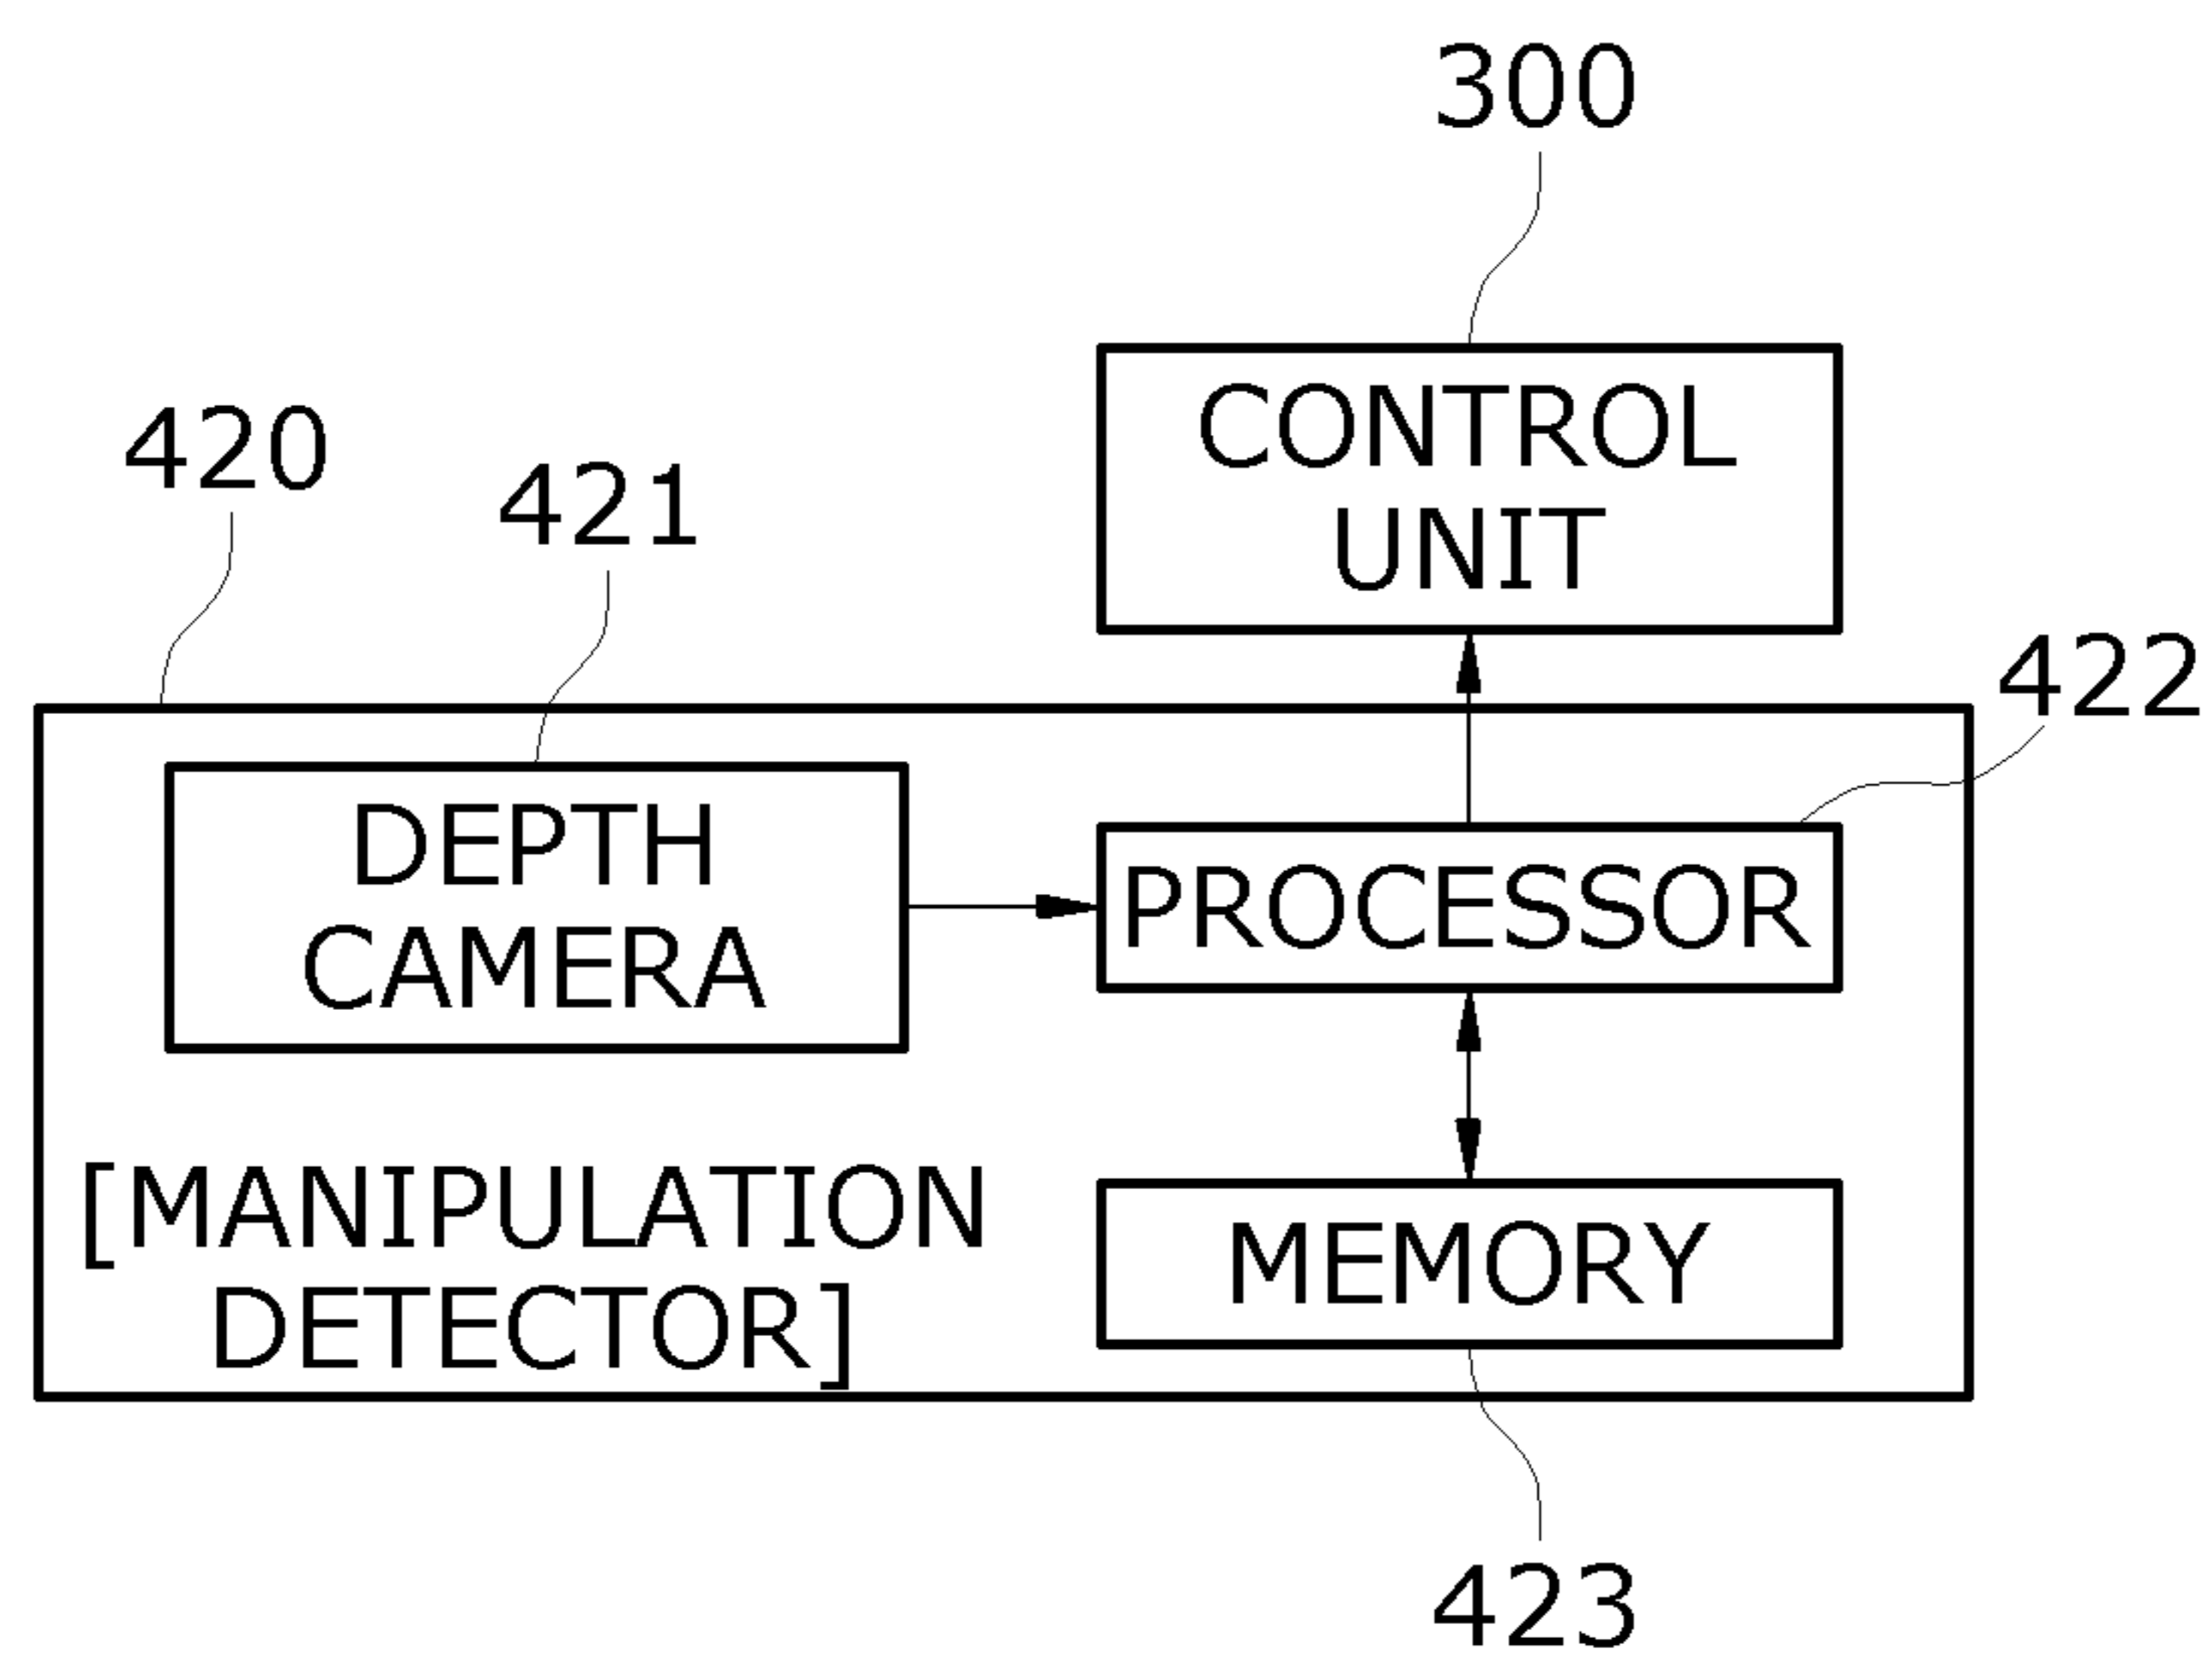 300
CONTROL
UNIT
420
421
422
DEPTH
CAMERA
PROCESSOR
[MANIPULATION
DETECTOR]
MEMORY
423